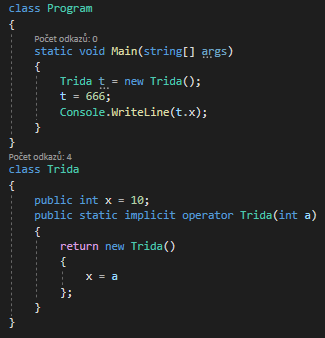 class Program
{
Počet odkazů: 0
static void Main(string[] args)
{
Trida t = new Trida();
t = 666;
Console.WriteLine(t.x);
}
}
Počet odkazů: 4
class Trida
{
public int x = 10;
public static implicit operator Trida(int a)
{
return new Trida()
{
x = a
};
}
}